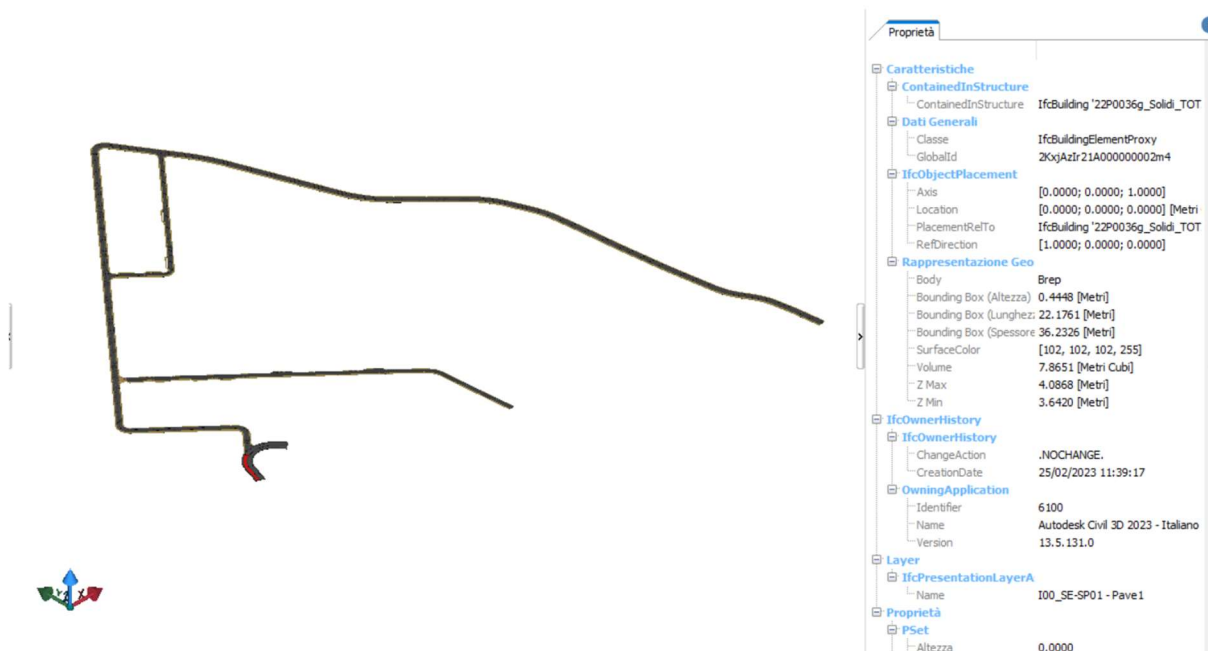 Proprietà
Caratteristiche
ContainedInStructure
ContainedInStructure IfcBuilding '22P0036g_Solidi_TOT
Dati Generali
Classe IfcBuildingElementProxy
GlobalId 2KxjAzIr21A000000002m4
IfcObjectPlacement
Axis [0.0000; 0.0000; 1.0000]
Location [0.0000; 0.0000; 0.0000] [Metri
PlacementRelTo IfcBuilding '22P0036g_Solidi_TOT
RefDirection [1.0000; 0.0000; 0.0000]
Rappresentazione Geo
Body Brep
Bounding Box (Altezza) 0.4448 [Metri]
Bounding Box (Lunghez: 22.1761 [Metri]
Bounding Box (Spessore 36.2326 [Metri]
SurfaceColor [102, 102, 102, 255]
Volume 7.8651 [Metri Cubi]
Z Max 4.0868 [Metri]
Z Min 3.6420 [Metri]
IfcOwnerHistory
IfcOwnerHistory
ChangeAction .NOCHANGE.
CreationDate 25/02/2023 11:39:17
OwningApplication
Identifier 6100
Name Autodesk Civil 3D 2023 - Italiano
Version 13.5.131.0
Layer
IfcPresentationLayerA
Name I00_SE-SP01 - Pave1
Proprietà
PSet
Altezza 0.0000